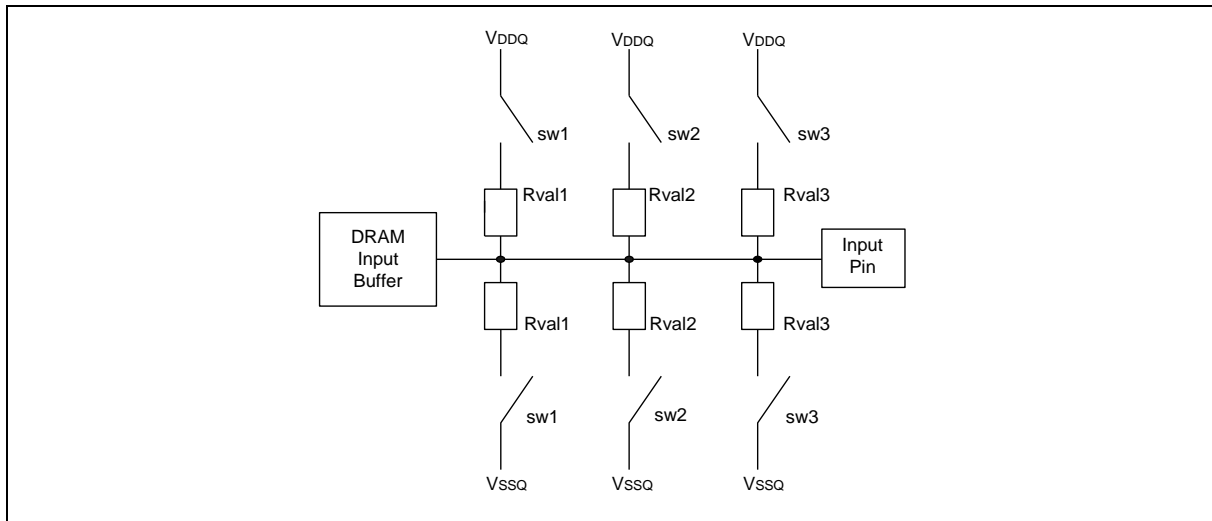 VDDQ VDDQ VDDQ
sw1 sw2 sw3
Rval1 Rval2 Rval3
DRAM
Input
Buffer
Input
Pin
Rval1 Rval2 Rval3
sw1 sw2 sw3
VSSQ VSSQ VSSQ